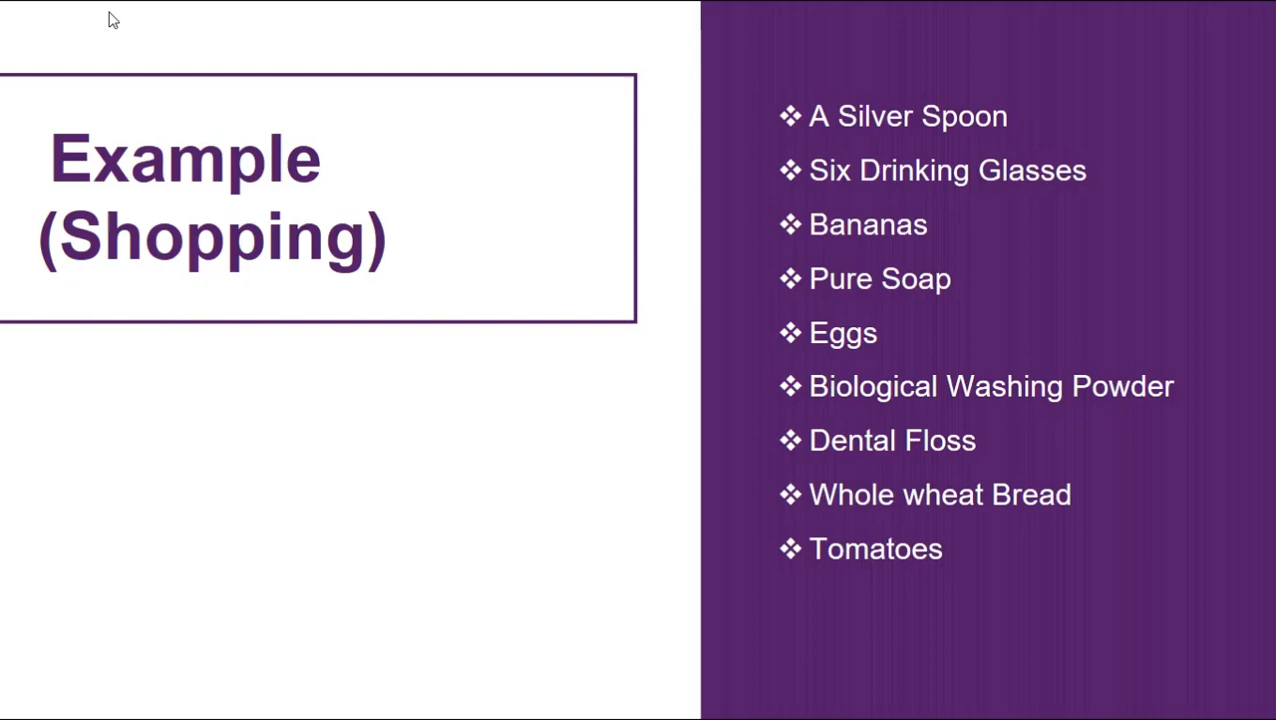 Example
(Shopping)
❖ A Silver Spoon
❖ Six Drinking Glasses
❖ Bananas
❖ Pure Soap
❖ Eggs
❖ Biological Washing Powder
❖ Dental Floss
❖ Whole wheat Bread
❖ Tomatoes